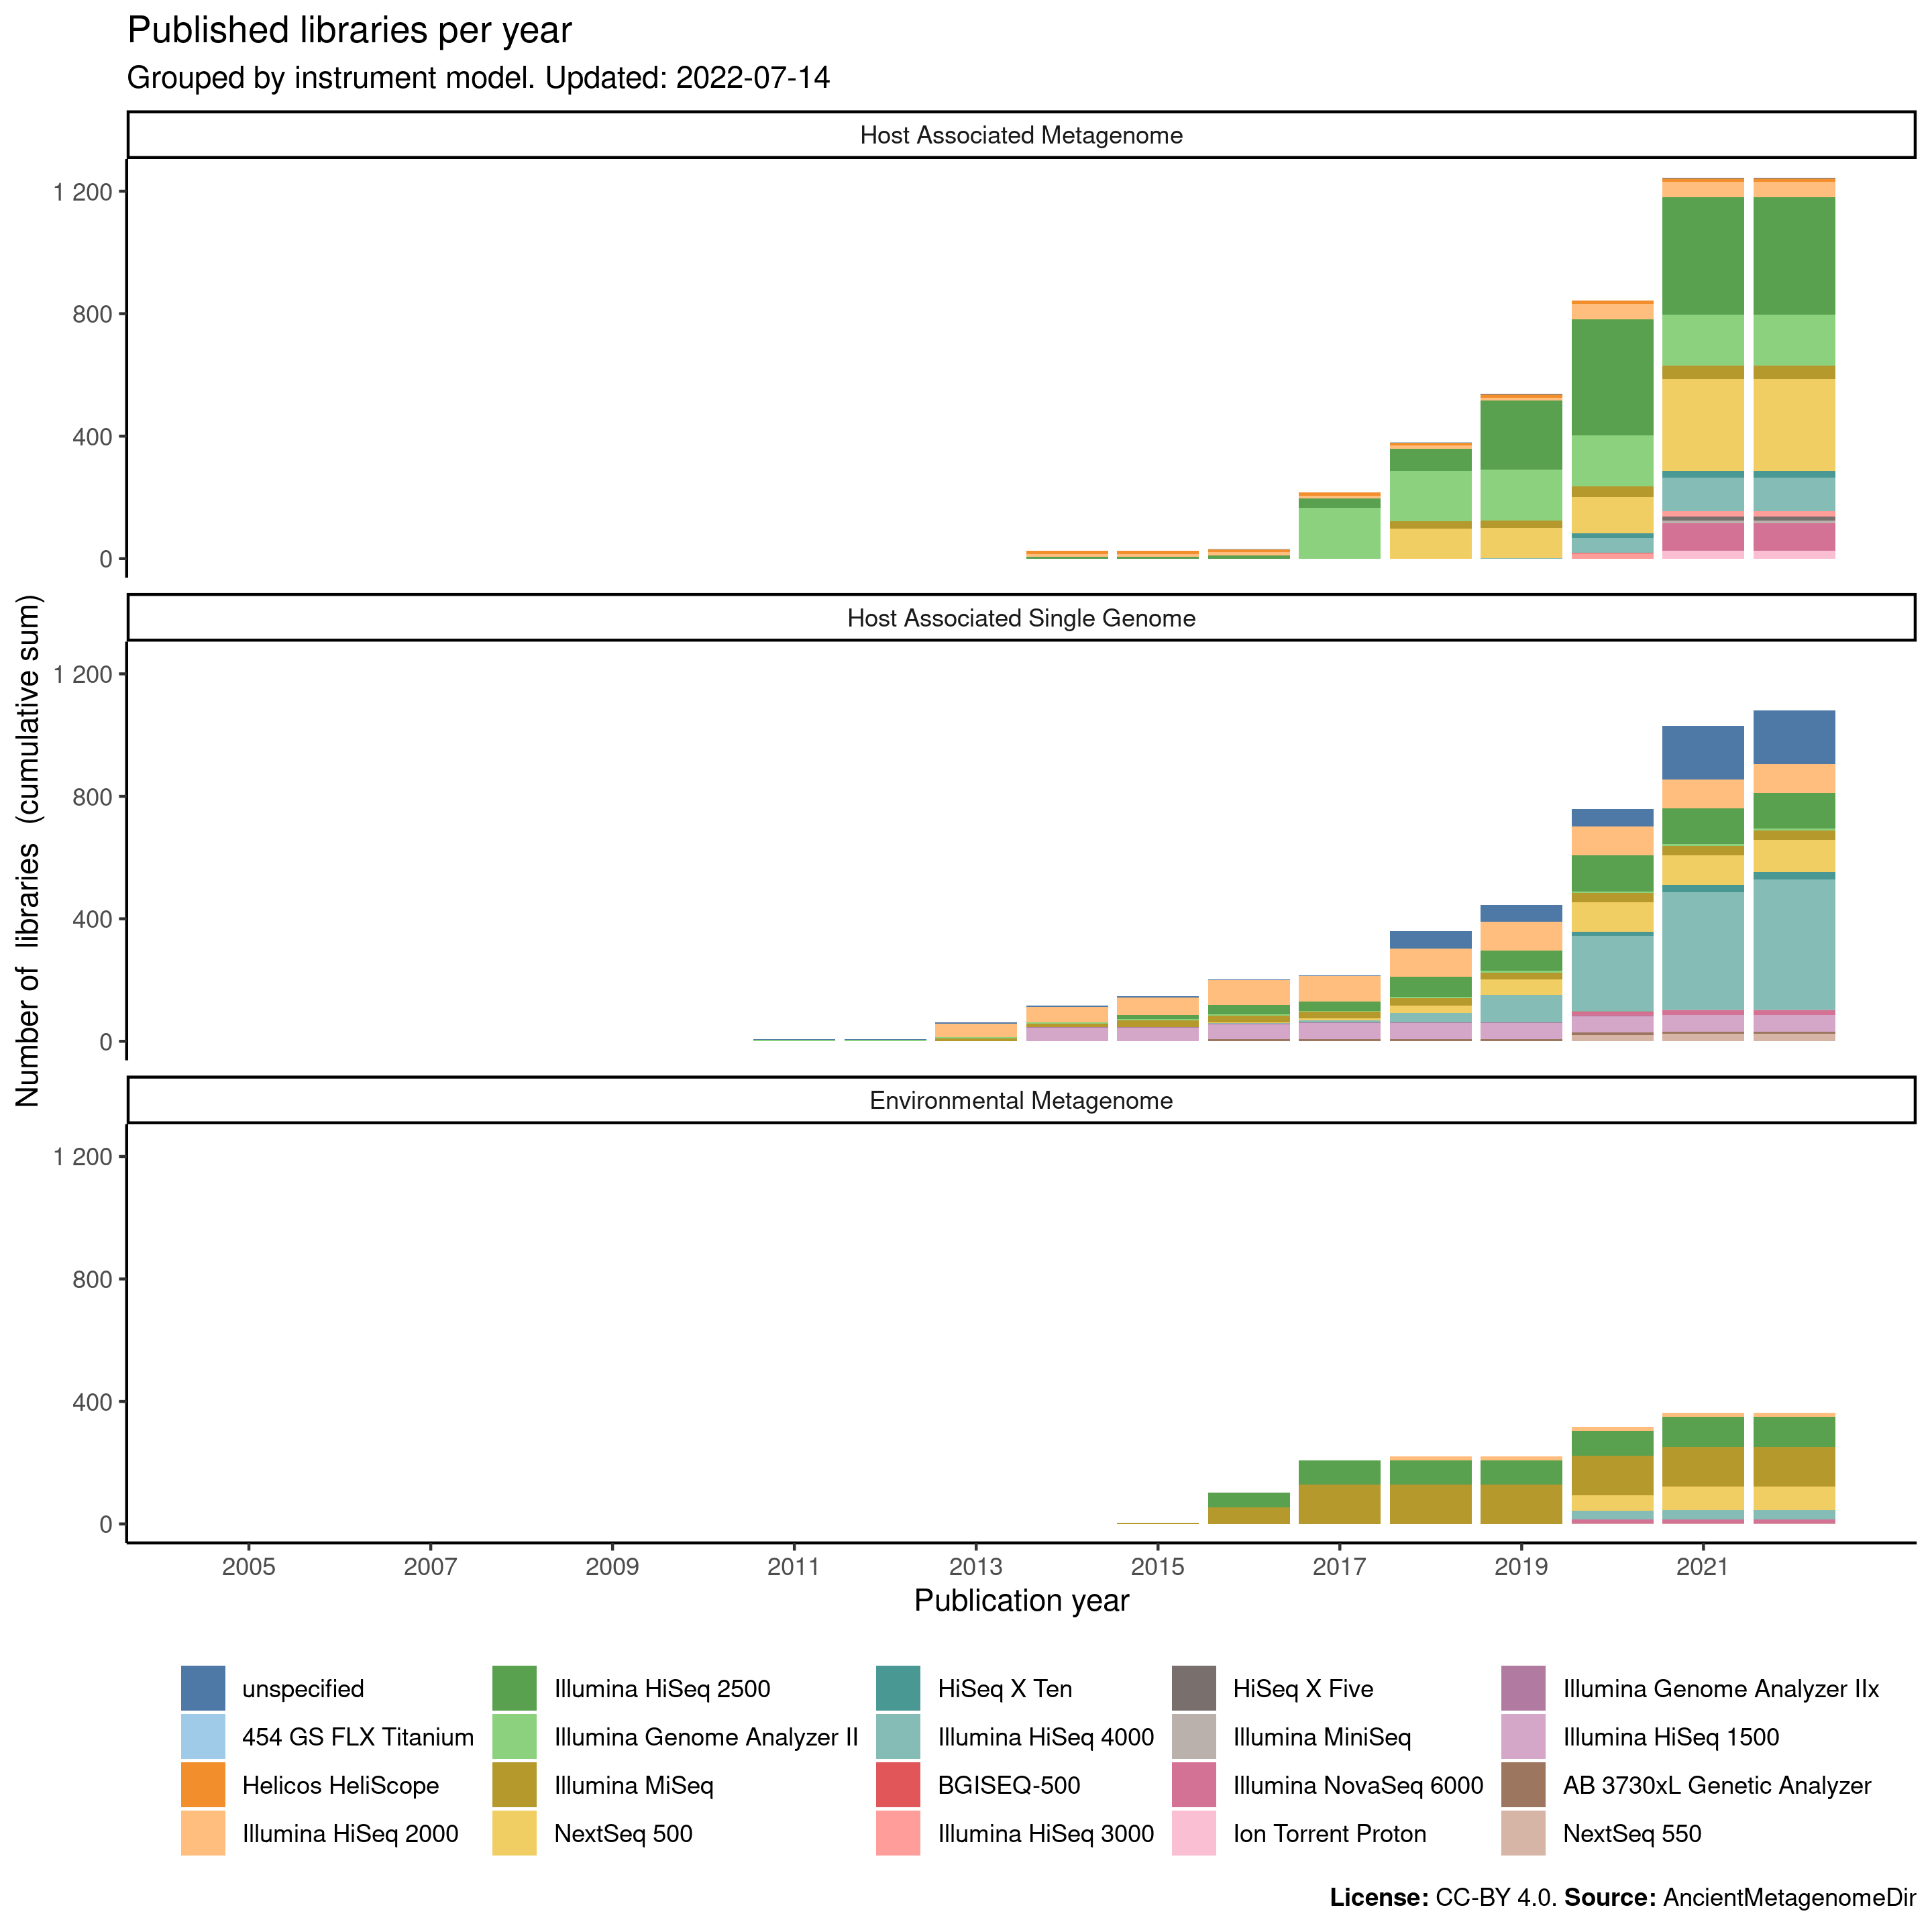 Published libraries per year
Grouped by instrument model. Updated: 2022-07-14
Host Associated Metagenome
1 200
800
400
0
Host Associated Single Genome
1 200
800
400
0
Environmental Metagenome
1 200
800
400
0
Number of libraries (cumulative sum)
2005 2007 2009 2011 2013 2015 2017 2019 2021
Publication year
unspecified Illumina HiSeq 2500 HiSeq X Ten HiSeq X Five Illumina Genome Analyzer IIx
454 GS FLX Titanium Illumina Genome Analyzer II Illumina HiSeq 4000 Illumina MiniSeq Illumina HiSeq 1500
Helicos HeliScope Illumina MiSeq BGISEQ-500 Illumina NovaSeq 6000 AB 3730xL Genetic Analyzer
Illumina HiSeq 2000 NextSeq 500 Illumina HiSeq 3000 Ion Torrent Proton NextSeq 550
License: CC-BY 4.0. Source: AncientMetagenomeDir